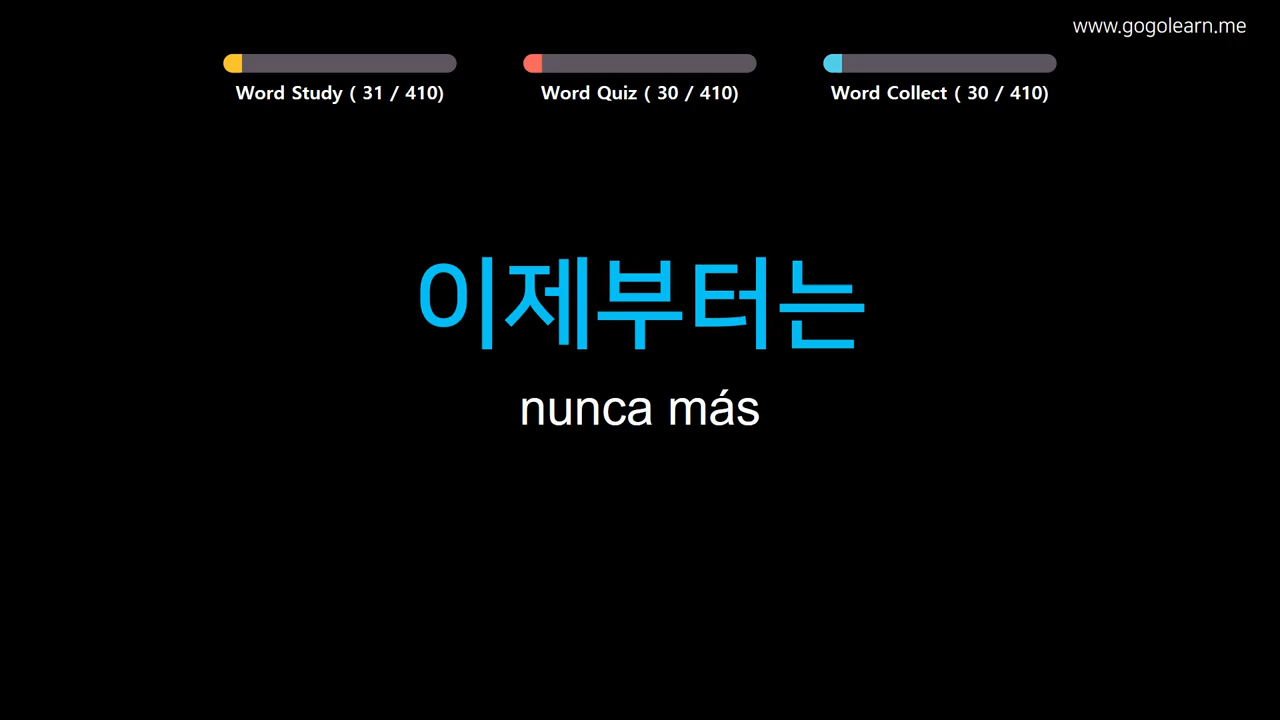 www.gogolearn.me
Word Study ( 31 / 410)
Word Quiz ( 30 / 410)
Word Collect ( 30 / 410)
이제부터는
nunca más